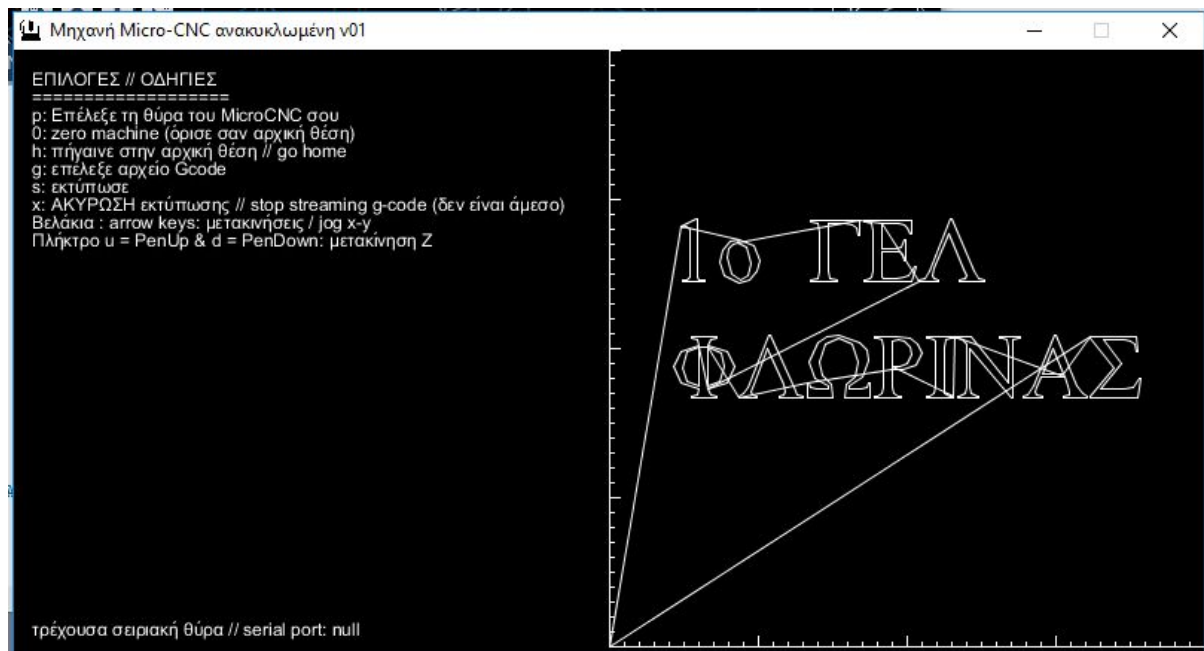 Μηχανή Micro-CNC ανακυκλωμένη v01
ΕΠΙΛΟΓΕΣ // ΟΔΗΓΙΕΣ
===================
p: Επέλεξε τη θύρα του MicroCNC σου
0: zero machine (όρισε σαν αρχική θέση)
h: πήγαινε στην αρχική θέση // go home
g: επέλεξε αρχείο Gcode
s: εκτύπωσε
x: ΑΚΥΡΩΣΗ εκτύπωσης // stop streaming g-code (δεν είναι άμεσο)
Βελάκια : arrow keys: μετακινήσεις / jog x-y
Πλήκτρο u = PenUp & d = PenDown: μετακίνηση Z
1ο ΓΕΛ
ΦΛΩΡΙΝΑΣ
τρέχουσα σειριακή θύρα // serial port: null